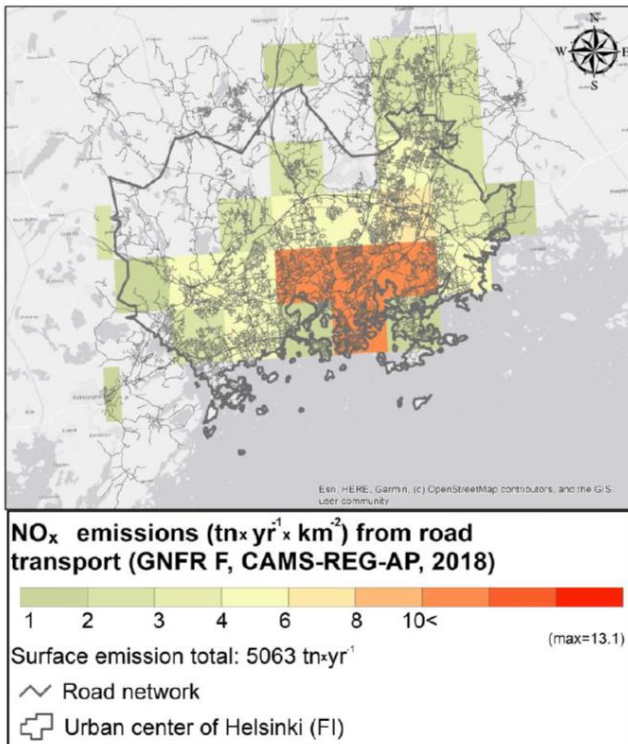 N
W E
S
Esri, HERE, Garmin, (c) OpenStreetMap contributors, and the GIS
user community
NOₓ emissions (tn× yr⁻¹× km⁻²) from road
transport (GNFR F, CAMS-REG-AP, 2018)
1 2 3 4 6 8 10<
(max=13.1)
Surface emission total: 5063 tn×yr⁻¹
Road network
Urban center of Helsinki (FI)